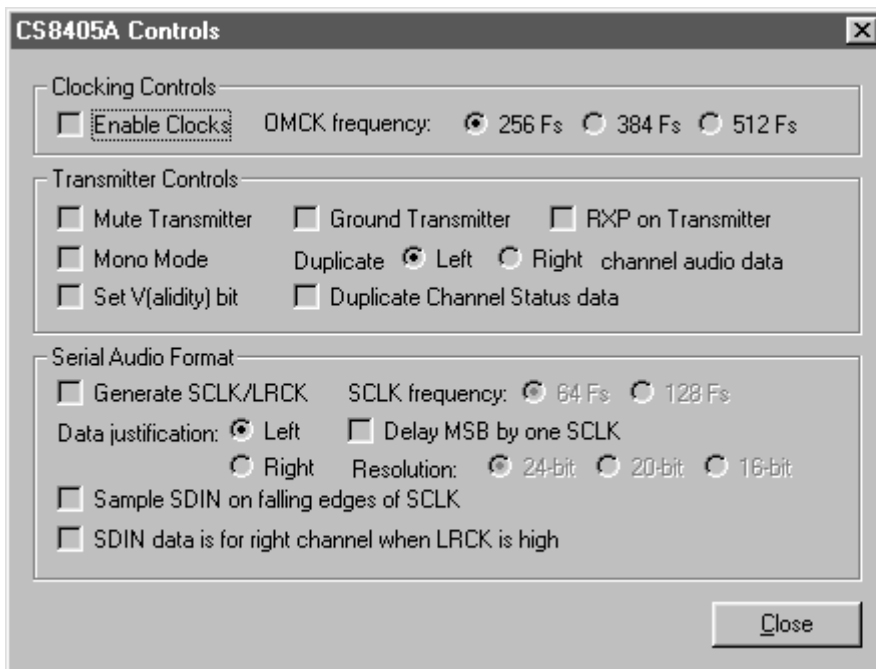 CS8405A Controls
Clocking Controls
Enable Clocks OMCK frequency: 256 Fs 384 Fs 512 Fs
Transmitter Controls
Mute Transmitter Ground Transmitter RXP on Transmitter
Mono Mode Duplicate Left Right channel audio data
Set V(alidity) bit Duplicate Channel Status data
Serial Audio Format
Generate SCLK/LRCK SCLK frequency: 64 Fs 128 Fs
Data justification: Left Delay MSB by one SCLK
Right Resolution: 24-bit 20-bit 16-bit
Sample SDIN on falling edges of SCLK
SDIN data is for right channel when LRCK is high
Close